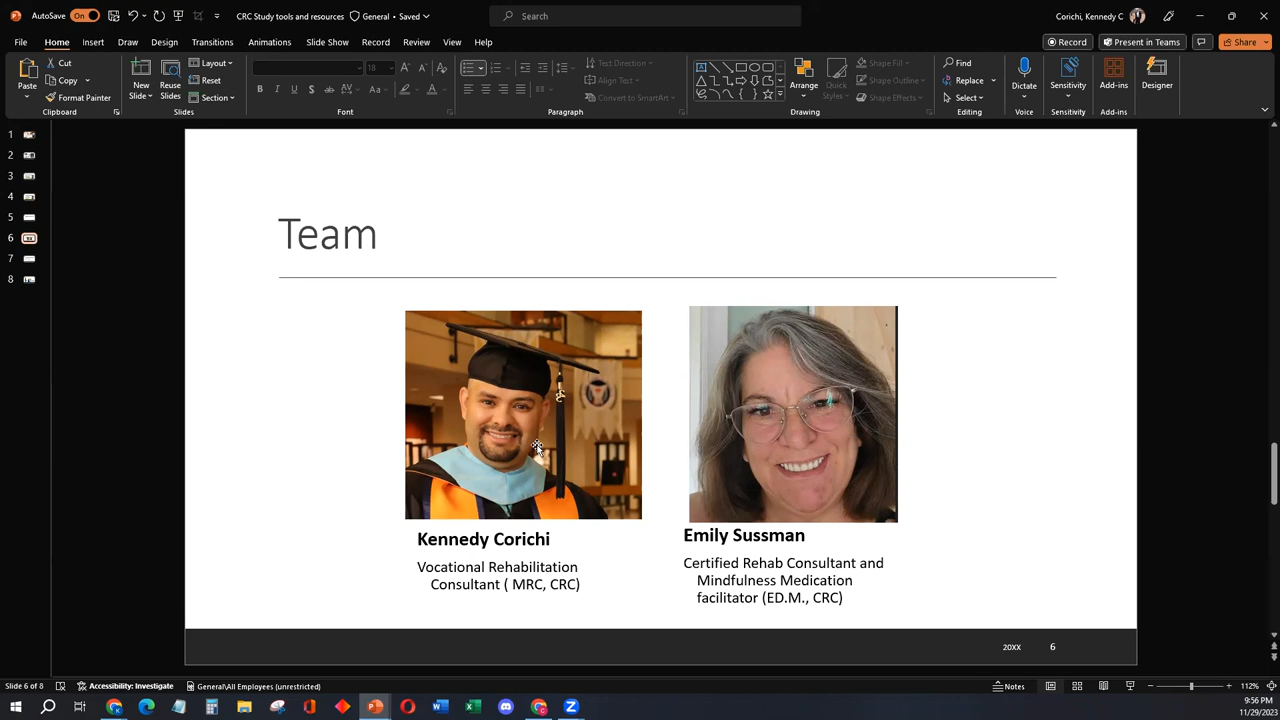 AutoSave On CRC Study tools and resources General • Saved Search Corichi, Kennedy C
File Home Insert Draw Design Transitions Animations Slide Show Record Review View Help Record Present in Teams Share
Paste Cut Copy Format Painter
Clipboard
New Slide Reuse Slides Layout Reset Section
Slides
18
Font
Text Direction Align Text Convert to SmartArt
Paragraph
Arrange Quick Styles Shape Fill Shape Outline Shape Effects
Drawing
Find Replace Select
Editing
Dictate
Voice
Sensitivity
Sensitivity
Add-ins
Add-ins
Designer
1
2
3
4
5
6
7
8
Team
Kennedy Corichi
Vocational Rehabilitation
Consultant ( MRC, CRC)
Emily Sussman
Certified Rehab Consultant and
Mindfulness Medication
facilitator (ED.M., CRC)
20XX 6
Slide 6 of 8 Accessibility: Investigate General\All Employees (unrestricted) Notes 112%
9:56 PM
11/29/2023